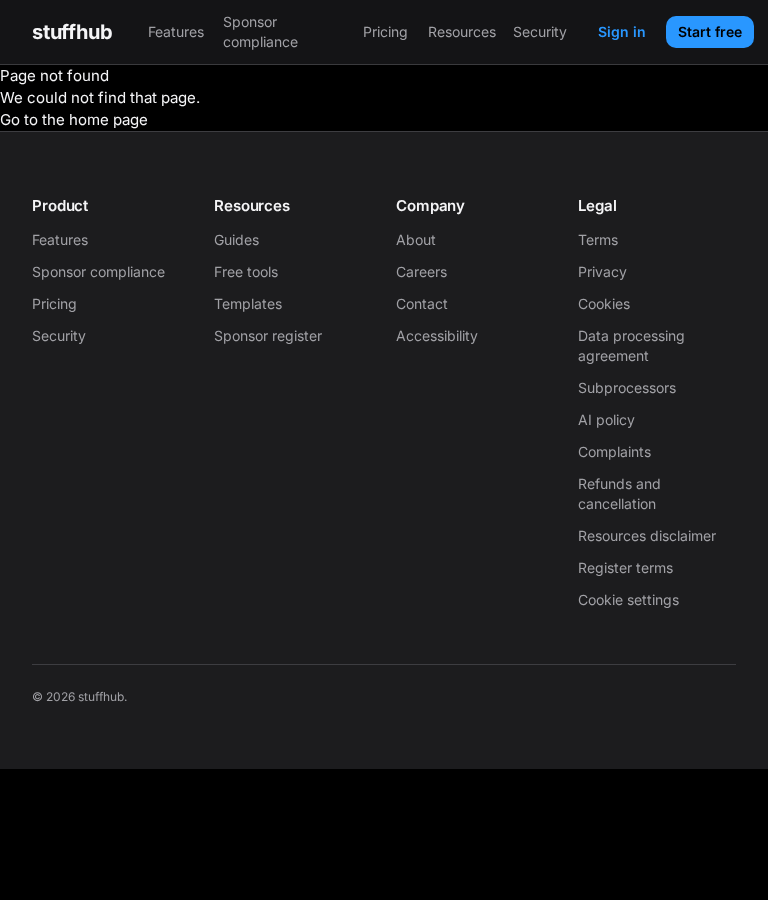 stuffhub
Features
Sponsor
compliance
Pricing
Resources
Security
Sign in
Start free
Page not found
We could not find that page.
Go to the home page
Product
Features
Sponsor compliance
Pricing
Security
Resources
Guides
Free tools
Templates
Sponsor register
Company
About
Careers
Contact
Accessibility
Legal
Terms
Privacy
Cookies
Data processing
agreement
Subprocessors
AI policy
Complaints
Refunds and
cancellation
Resources disclaimer
Register terms
Cookie settings
© 2026 stuffhub.